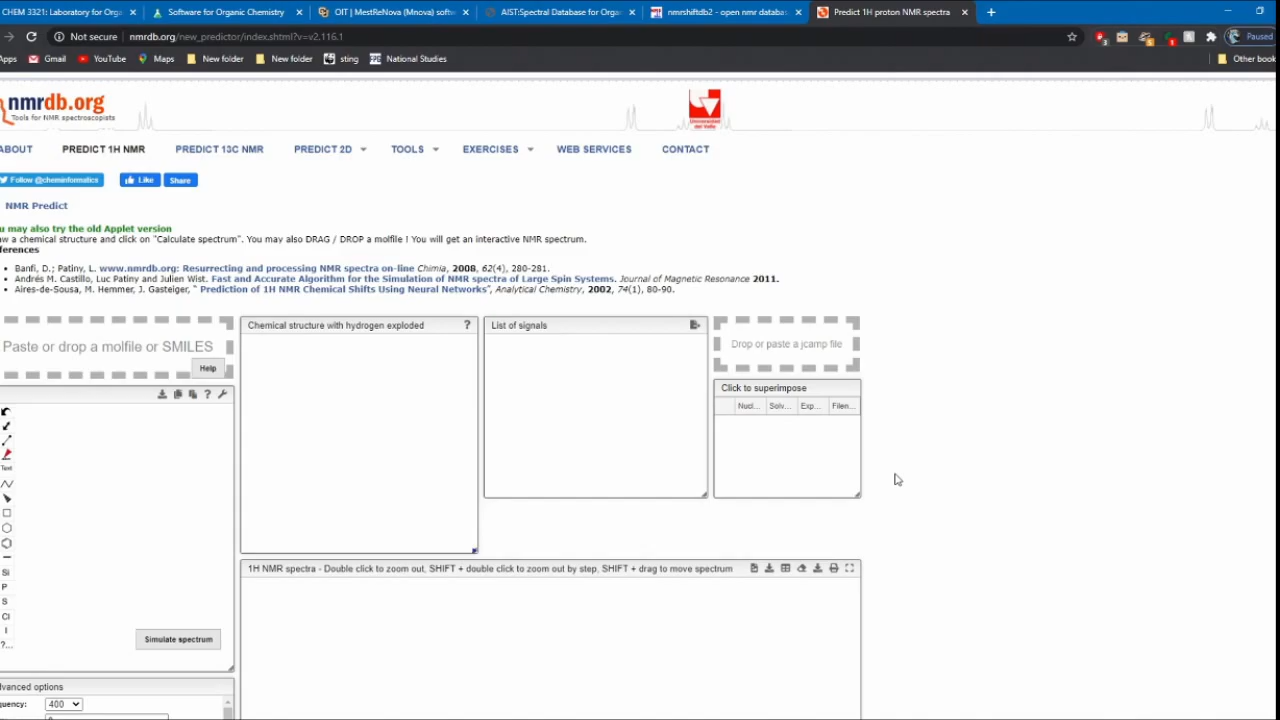 CHEM 3321: Laboratory for Orga
Software for Organic Chemistry
OIT | MestReNova (Mnova) softw
AIST:Spectral Database for Orga
nmrshiftdb2 - open nmr databas
Predict 1H proton NMR spectra
Not secure nmrdb.org/new_predictor/index.shtml?v=v2.116.1 Paused
Apps Gmail YouTube Maps New folder New folder sting National Studies Other book
nmrdb.org
Tools for NMR spectroscopists
Universidad
del Valle
ABOUT PREDICT 1H NMR PREDICT 13C NMR PREDICT 2D TOOLS EXERCISES WEB SERVICES CONTACT
Follow @cheminformatics Like Share
NMR Predict
u may also try the old Applet version
w a chemical structure and click on "Calculate spectrum". You may also DRAG / DROP a molfile ! You will get an interactive NMR spectrum.
ferences
Banfi, D.; Patiny, L. www.nmrdb.org: Resurrecting and processing NMR spectra on-line Chimia, 2008, 62(4), 280-281.
Andrés M. Castillo, Luc Patiny and Julien Wist. Fast and Accurate Algorithm for the Simulation of NMR spectra of Large Spin Systems. Journal of Magnetic Resonance 2011.
Aires-de-Sousa, M. Hemmer, J. Gasteiger, " Prediction of 1H NMR Chemical Shifts Using Neural Networks", Analytical Chemistry, 2002, 74(1), 80-90.
Paste or drop a molfile or SMILES
Help
Chemical structure with hydrogen exploded ?
List of signals
Drop or paste a jcamp file
Click to superimpose
Nucl... Solv... Exp... Filen...
?
Text
Si
P
S
Cl
I
?...
Simulate spectrum
1H NMR spectra - Double click to zoom out, SHIFT + double click to zoom out by step, SHIFT + drag to move spectrum
dvanced options
quency: 400